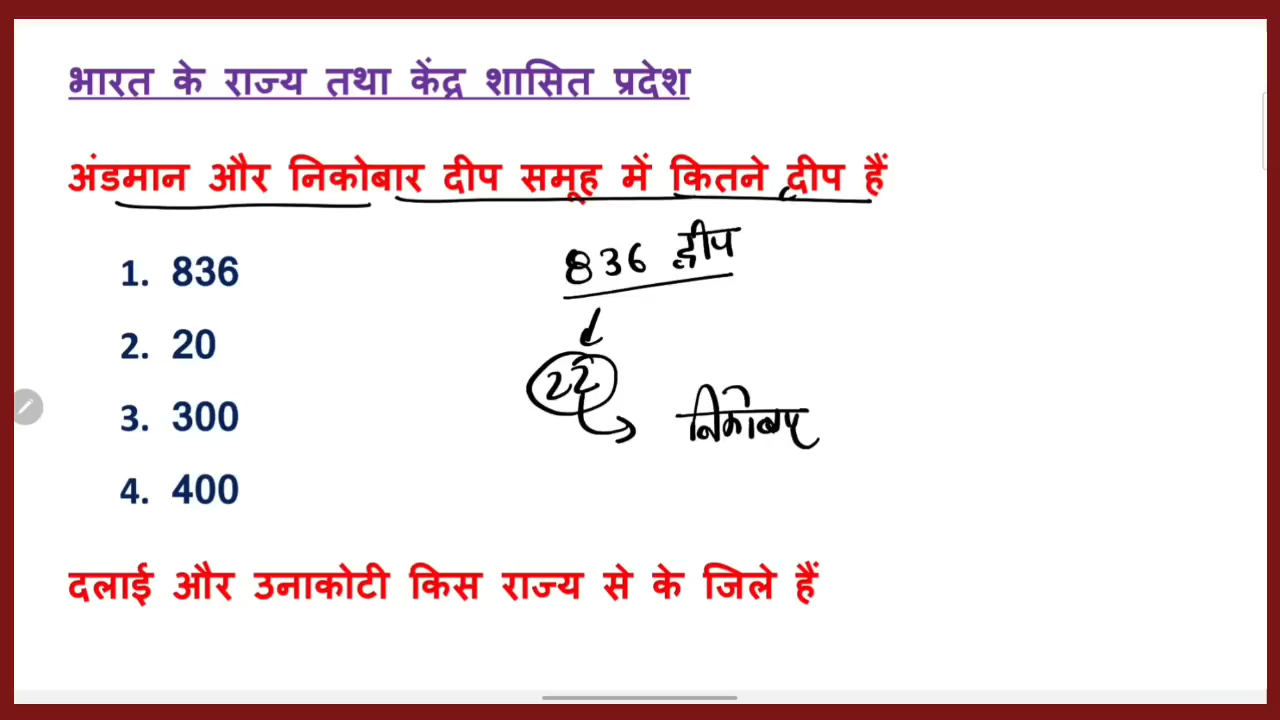 भारत के राज्य तथा केंद्र शासित प्रदेश
अंडमान और निकोबार दीप समूह में कितने दीप हैं
1. 836
836 द्वीप
2. 20
22
3. 300
निकोबार
4. 400
दलाई और उनाकोटी किस राज्य से के जिले हैं